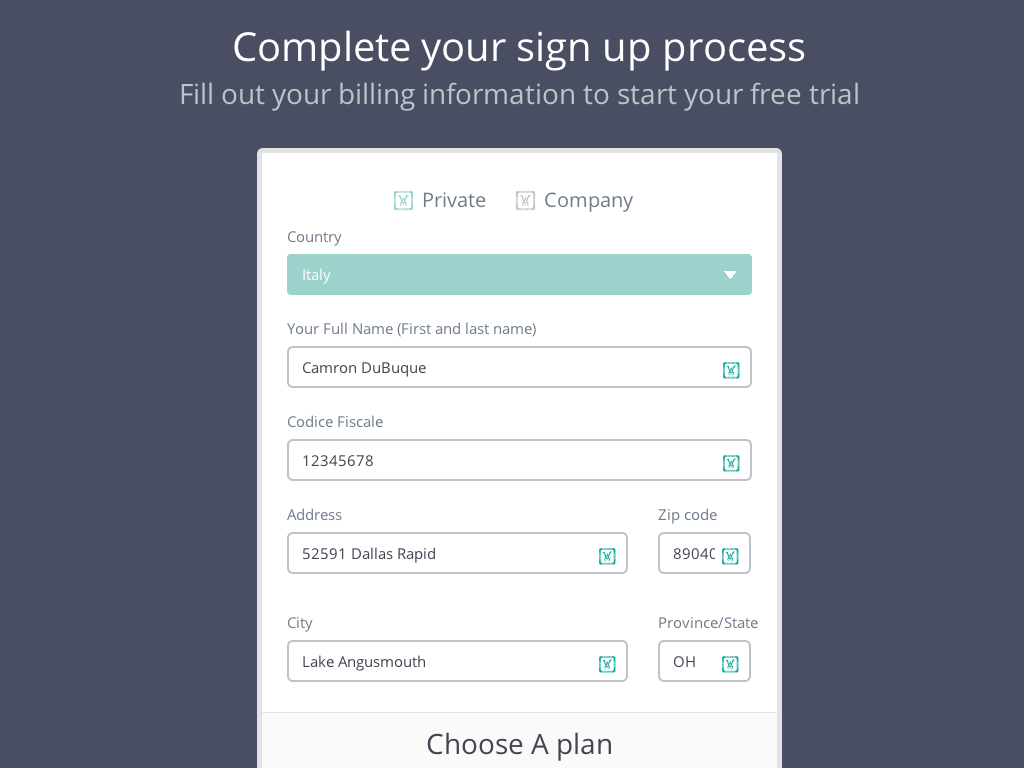 Complete your sign up process
Fill out your billing information to start your free trial
Private Company
Country
Italy
Your Full Name (First and last name)
Camron DuBuque
Codice Fiscale
12345678
Address Zip code
52591 Dallas Rapid 89040
City Province/State
Lake Angusmouth OH
Choose A plan